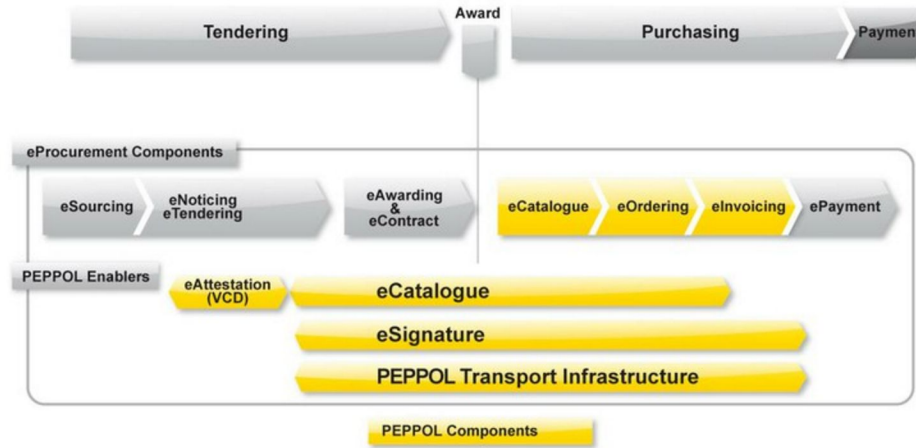 Tendering
Award
Purchasing
Paymen
eProcurement Components
eSourcing
eNoticing
eTendering
eAwarding
&
eContract
eCatalogue
eOrdering
eInvoicing
ePayment
PEPPOL Enablers
eAttestation
(VCD)
eCatalogue
eSignature
PEPPOL Transport Infrastructure
PEPPOL Components